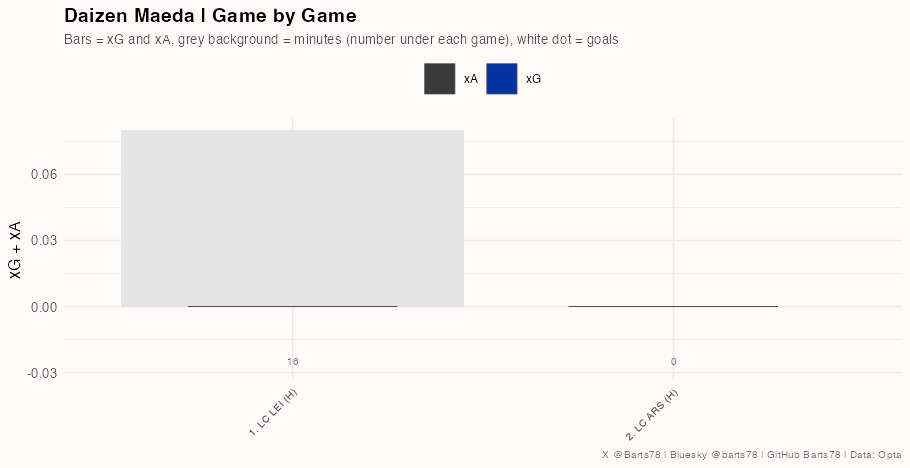 Daizen Maeda | Game by Game
Bars = xG and xA, grey background = minutes (number under each game), white dot = goals
xA xG
xG + xA
0.06
0.03
0.00
-0.03
16 0
1. LC LEI (H) 2. LC ARS (H)
X @Barts78 | Bluesky @barts78 | GitHub Barts78 | Data: Opta